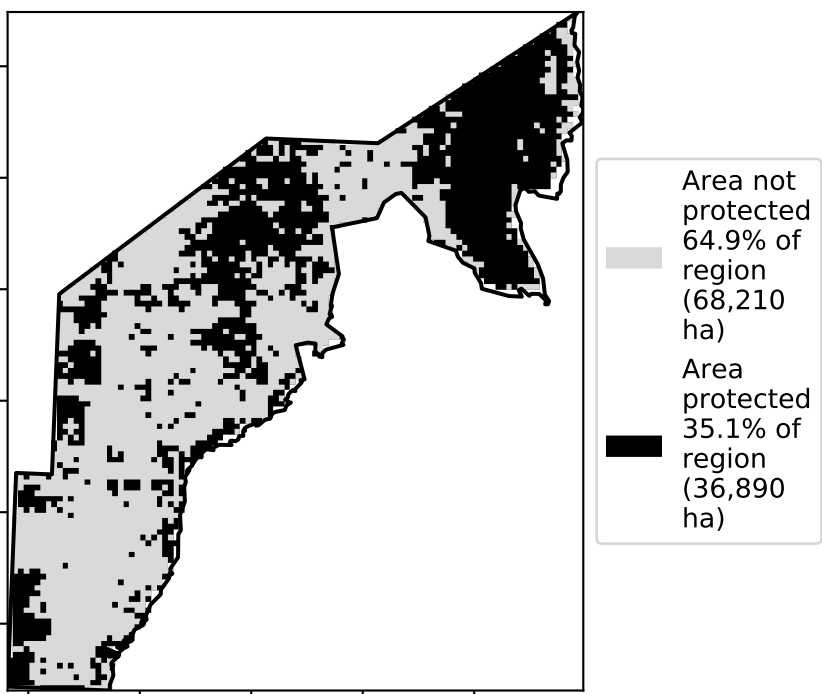 Area not
protected
64.9% of
region
(68,210
ha)
Area
protected
35.1% of
region
(36,890
ha)